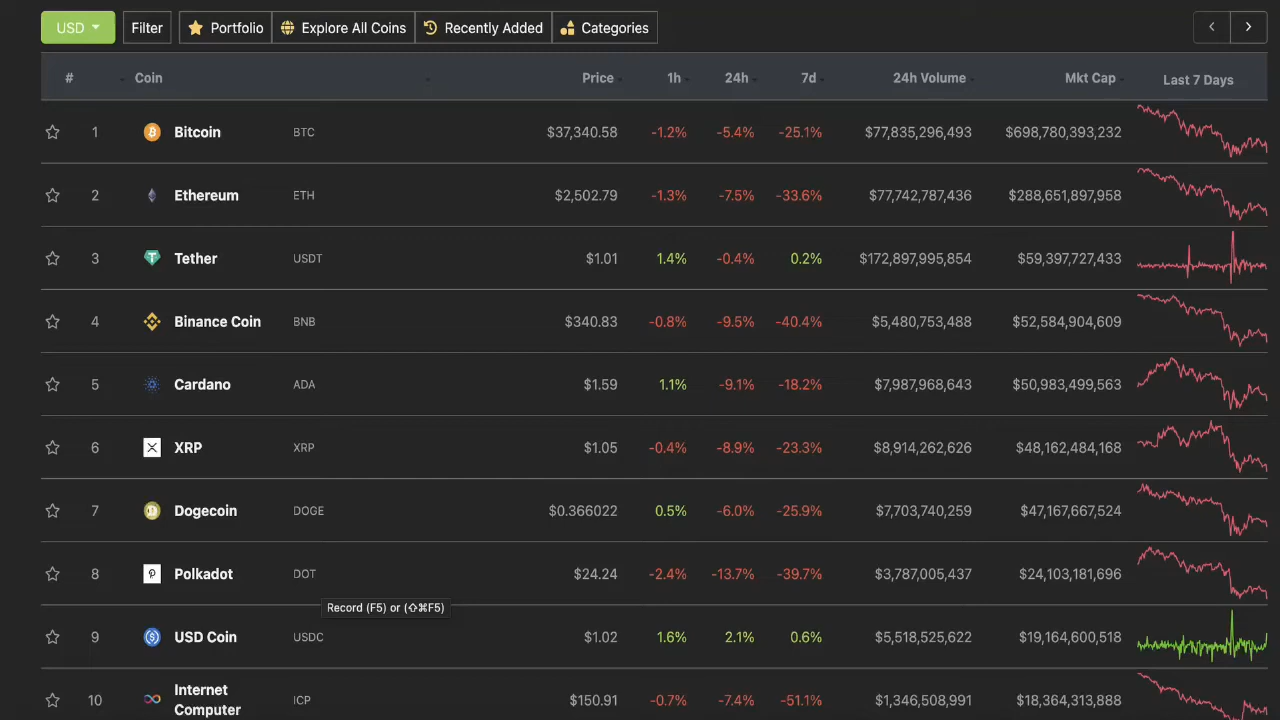 USD Filter Portfolio Explore All Coins Recently Added Categories
# Coin Price 1h 24h 7d 24h Volume Mkt Cap Last 7 Days
1 Bitcoin BTC $37,340.58 -1.2% -5.4% -25.1% $77,835,296,493 $698,780,393,232
2 Ethereum ETH $2,502.79 -1.3% -7.5% -33.6% $77,742,787,436 $288,651,897,958
3 Tether USDT $1.01 1.4% -0.4% 0.2% $172,897,995,854 $59,397,727,433
4 Binance Coin BNB $340.83 -0.8% -9.5% -40.4% $5,480,753,488 $52,584,904,609
5 Cardano ADA $1.59 1.1% -9.1% -18.2% $7,987,968,643 $50,983,499,563
6 XRP XRP $1.05 -0.4% -8.9% -23.3% $8,914,262,626 $48,162,484,168
7 Dogecoin DOGE $0.366022 0.5% -6.0% -25.9% $7,703,740,259 $47,167,667,524
8 Polkadot DOT $24.24 -2.4% -13.7% -39.7% $3,787,005,437 $24,103,181,696
Record (F5) or (⇧⌘F5)
9 USD Coin USDC $1.02 1.6% 2.1% 0.6% $5,518,525,622 $19,164,600,518
10 Internet Computer ICP $150.91 -0.7% -7.4% -51.1% $1,346,508,991 $18,364,313,888